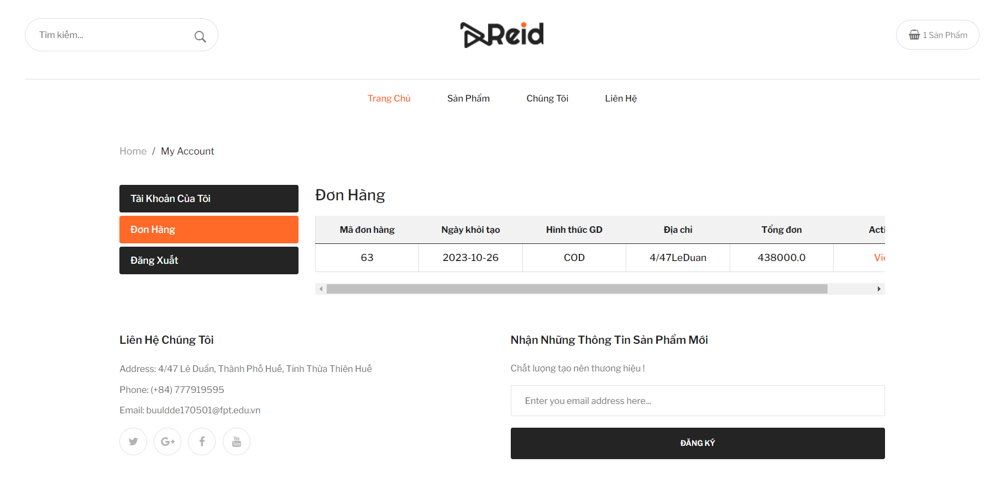 Tìm kiếm...
Reid
1 Sản Phẩm
Trang Chủ Sản Phẩm Chúng Tôi Liên Hệ
Home / My Account
Tài Khoản Của Tôi
Đơn Hàng
Đăng Xuất
Đơn Hàng
Mã đơn hàng Ngày khởi tạo Hình thức GD Địa chỉ Tổng đơn Acti
63 2023-10-26 COD 4/47LeDuan 438000.0 Vie
Liên Hệ Chúng Tôi
Address: 4/47 Lê Duẩn, Thành Phố Huế, Tỉnh Thừa Thiên Huế
Phone: (+84) 777919595
Email: buuldde170501@fpt.edu.vn
G+ f You Tube
Nhận Những Thông Tin Sản Phẩm Mới
Chất lượng tạo nên thương hiệu !
Enter you email address here...
ĐĂNG KÝ